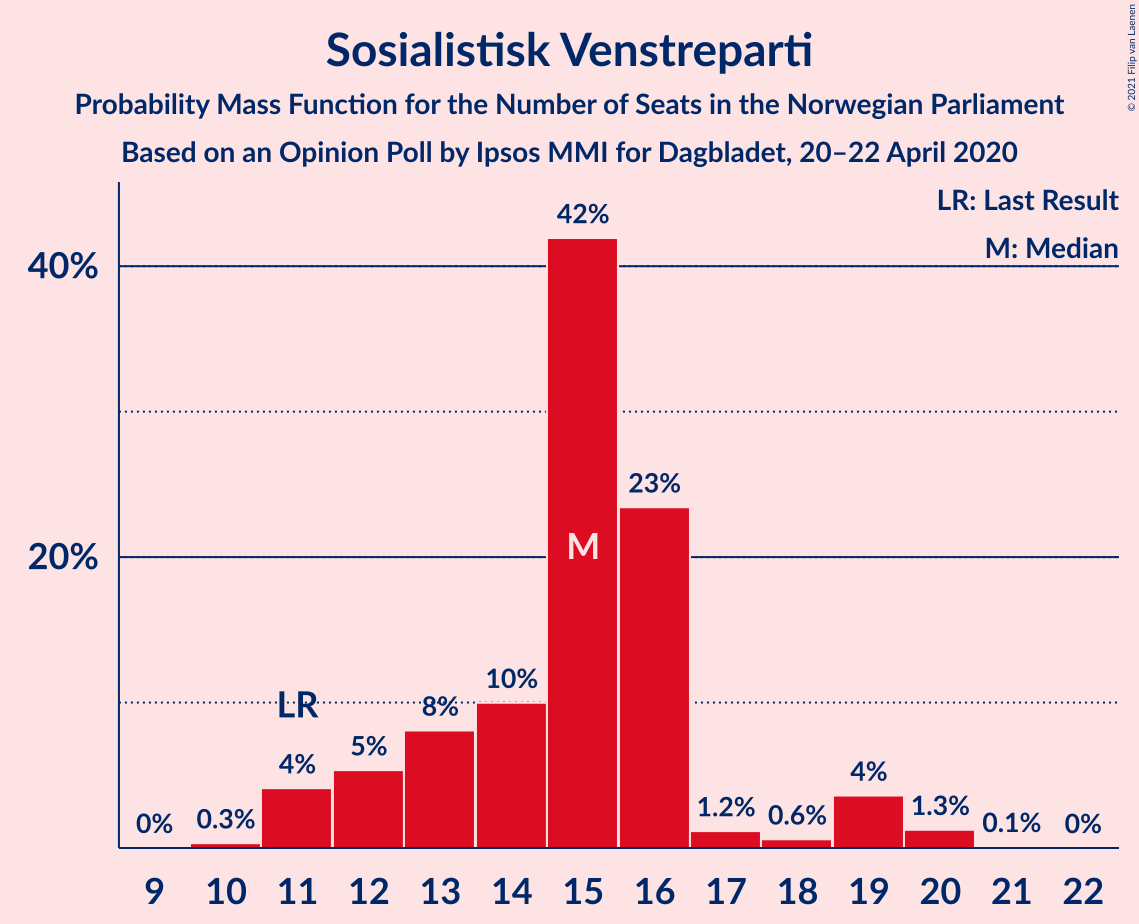 Sosialistisk Venstreparti
Probability Mass Function for the Number of Seats in the Norwegian Parliament
Based on an Opinion Poll by Ipsos MMI for Dagbladet, 20–22 April 2020
© 2021 Filip van Laenen
LR: Last Result
M: Median
40%
20%
42%
23%
M
LR
10%
8%
5%
4%
0.3%
0%
1.2%
0.6%
4%
1.3%
0.1%
0%
9 10 11 12 13 14 15 16 17 18 19 20 21 22